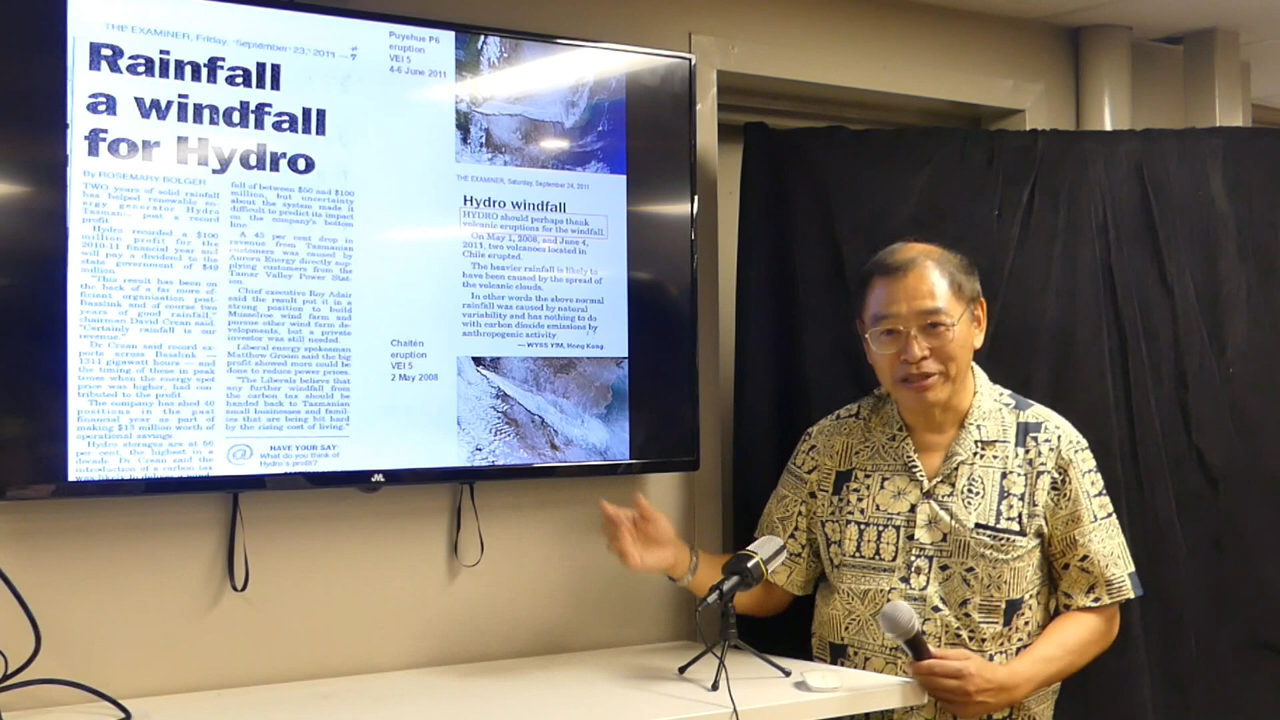 THE EXAMINER, Friday, September 23, 2011 — 7
Rainfall
a windfall
for Hydro
By ROSEMARY BOLGER
TWO years of solid rainfall
has helped renewable en-
ergy generator Hydro
Tasmania post a record
profit.
Hydro recorded a $100
million profit for the
2010-11 financial year and
will pay a dividend to the
state government of $49
million.
"This result has been on
the back of a far more ef-
ficient organisation post-
Basslink and of course two
years of good rainfall,"
chairman David Crean said.
"Certainly rainfall is our
revenue."
Dr Crean said record ex-
ports across Basslink —
1311 gigawatt hours — and
the timing of these in peak
times when the energy spot
price was higher, had con-
tributed to the profit.
The company has shed 40
positions in the past
financial year as part of
making $13 million worth of
operational savings.
Hydro storages are at 56
per cent, the highest in a
decade. Dr Crean said the
introduction of a carbon tax
was likely to deliver a wind-
fall of between $50 and $100
million, but uncertainty
about the system made it
difficult to predict its impact
on the company's bottom
line.
A 45 per cent drop in
revenue from Tasmanian
customers was caused by
Aurora Energy directly sup-
plying customers from the
Tamar Valley Power Stat-
ion.
Chief executive Roy Adair
said the result put it in a
strong position to build
Musselroe wind farm and
pursue other wind farm de-
velopments, but a private
investor was still needed.
Liberal energy spokesman
Matthew Groom said the big
profit showed more could be
done to reduce power prices.
"The Liberals believe that
any further windfall from
the carbon tax should be
handed back to Tasmanian
small businesses and famil-
ies that are being hit hard
by the rising cost of living."
@ HAVE YOUR SAY:
What do you think of
Hydro's profit?
Puyehue P6
eruption
VEI 5
4-6 June 2011
THE EXAMINER, Saturday, September 24, 2011
Hydro windfall
HYDRO should perhaps thank
volcanic eruptions for the windfall.
On May 1, 2008, and June 4,
2011, two volcanoes located in
Chile erupted.
The heavier rainfall is likely to
have been caused by the spread of
the volcanic clouds.
In other words the above normal
rainfall was caused by natural
variability and has nothing to do
with carbon dioxide emissions by
anthropogenic activity.
— WYSS YIM, Hong Kong.
Chaitén
eruption
VEI 5
2 May 2008
JVC